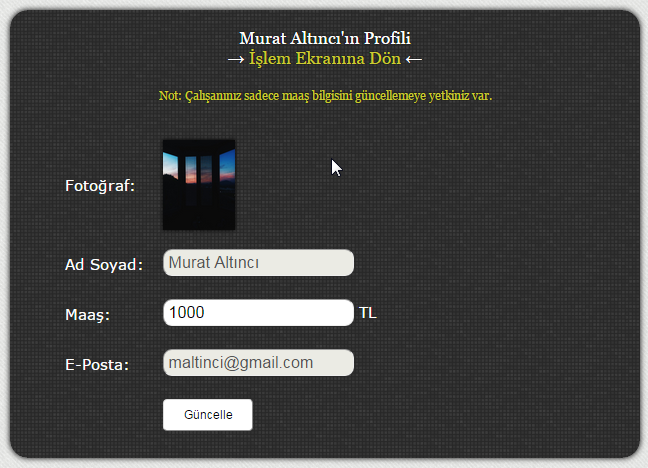 Murat Altıncı'ın Profili
→ İşlem Ekranına Dön ←
Not: Çalışanınız sadece maaş bilgisini güncellemeye yetkiniz var.
Fotoğraf:
Ad Soyad: Murat Altıncı
Maaş: 1000 TL
E-Posta: maltinci@gmail.com
Güncelle